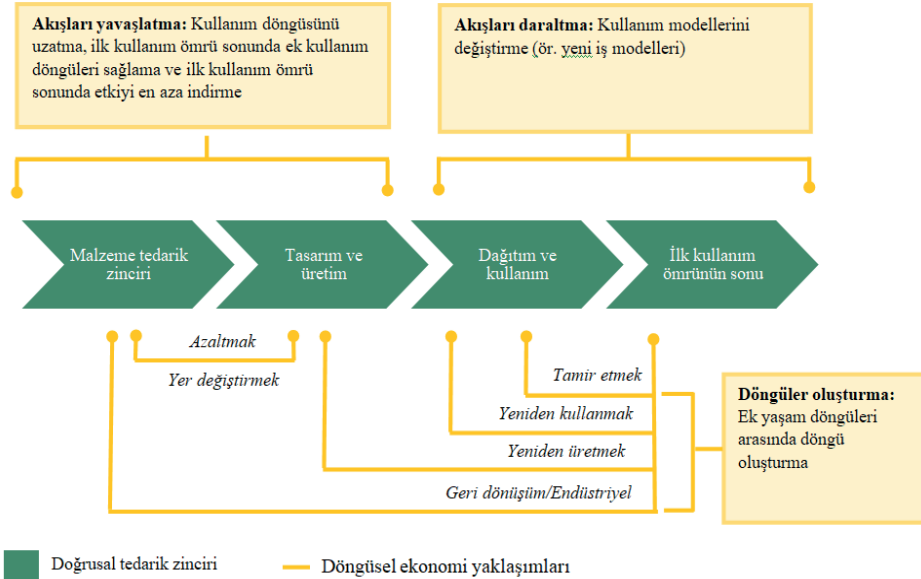 Akışları yavaşlatma: Kullanım döngüsünü
uzatma, ilk kullanım ömrü sonunda ek kullanım
döngüleri sağlama ve ilk kullanım ömrü
sonunda etkiyi en aza indirme
Akışları daraltma: Kullanım modellerini
değiştirme (ör. yeni iş modelleri)
Malzeme tedarik
zinciri
Tasarım ve
üretim
Dağıtım ve
kullanım
İlk kullanım
ömrünün sonu
Azaltmak
Yer değiştirmek
Tamir etmek
Yeniden kullanmak
Yeniden üretmek
Geri dönüşüm/Endüstriyel
Döngüler oluşturma:
Ek yaşam döngüleri
arasında döngü
oluşturma
Doğrusal tedarik zinciri
Döngüsel ekonomi yaklaşımları